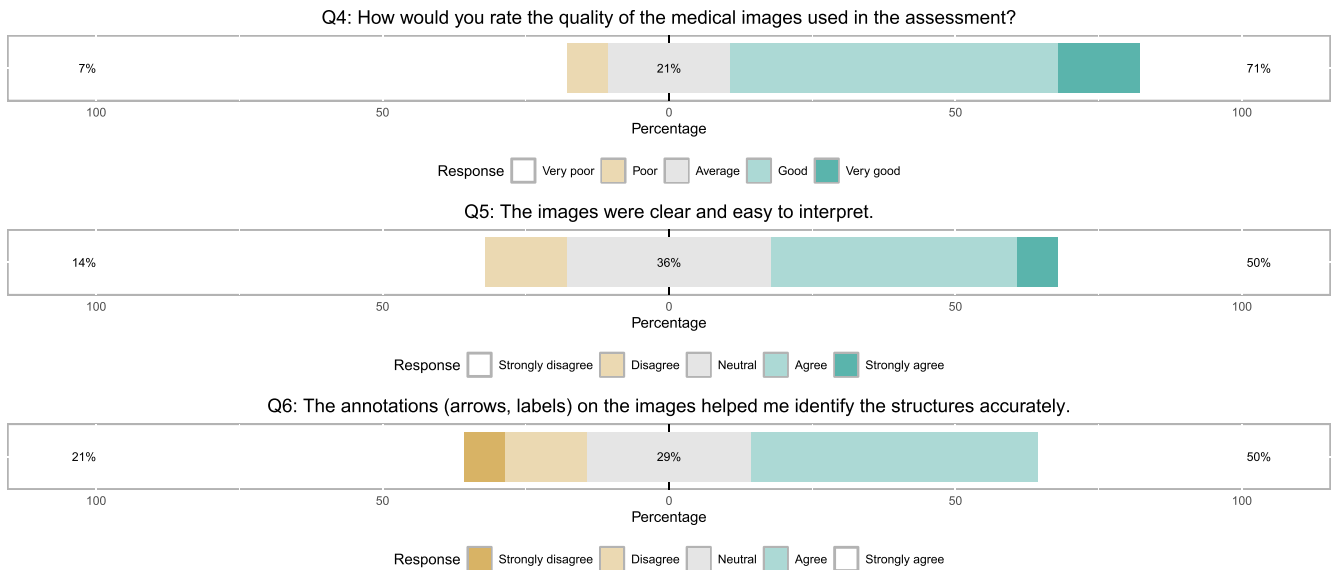 Q4: How would you rate the quality of the medical images used in the assessment?
7% 21% 71%
100 50 0 50 100
Percentage
Response Very poor Poor Average Good Very good
Q5: The images were clear and easy to interpret.
14% 36% 50%
100 50 0 50 100
Percentage
Response Strongly disagree Disagree Neutral Agree Strongly agree
Q6: The annotations (arrows, labels) on the images helped me identify the structures accurately.
21% 29% 50%
100 50 0 50 100
Percentage
Response Strongly disagree Disagree Neutral Agree Strongly agree